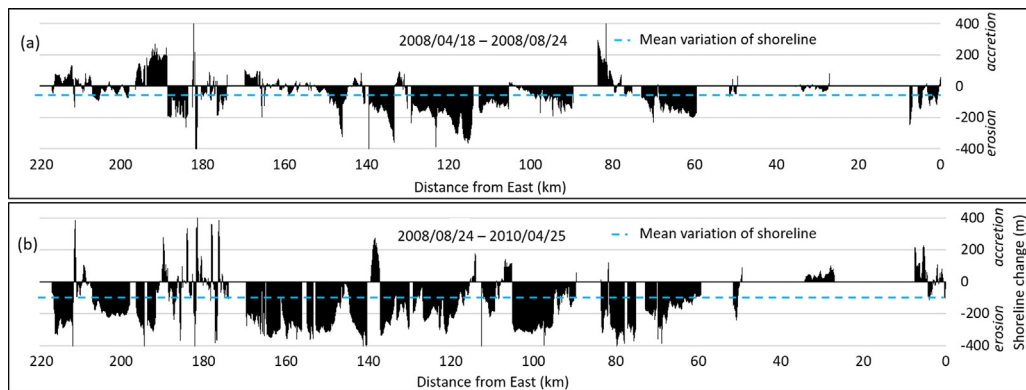 (a)
2008/04/18 – 2008/08/24
Mean variation of shoreline
400
200
0
-200
-400
accretion
erosion
220 200 180 160 140 120 100 80 60 40 20 0
Distance from East (km)
(b)
2008/08/24 – 2010/04/25
Mean variation of shoreline
400
200
0
-200
-400
accretion
erosion
Shoreline change (m)
220 200 180 160 140 120 100 80 60 40 20 0
Distance from East (km)